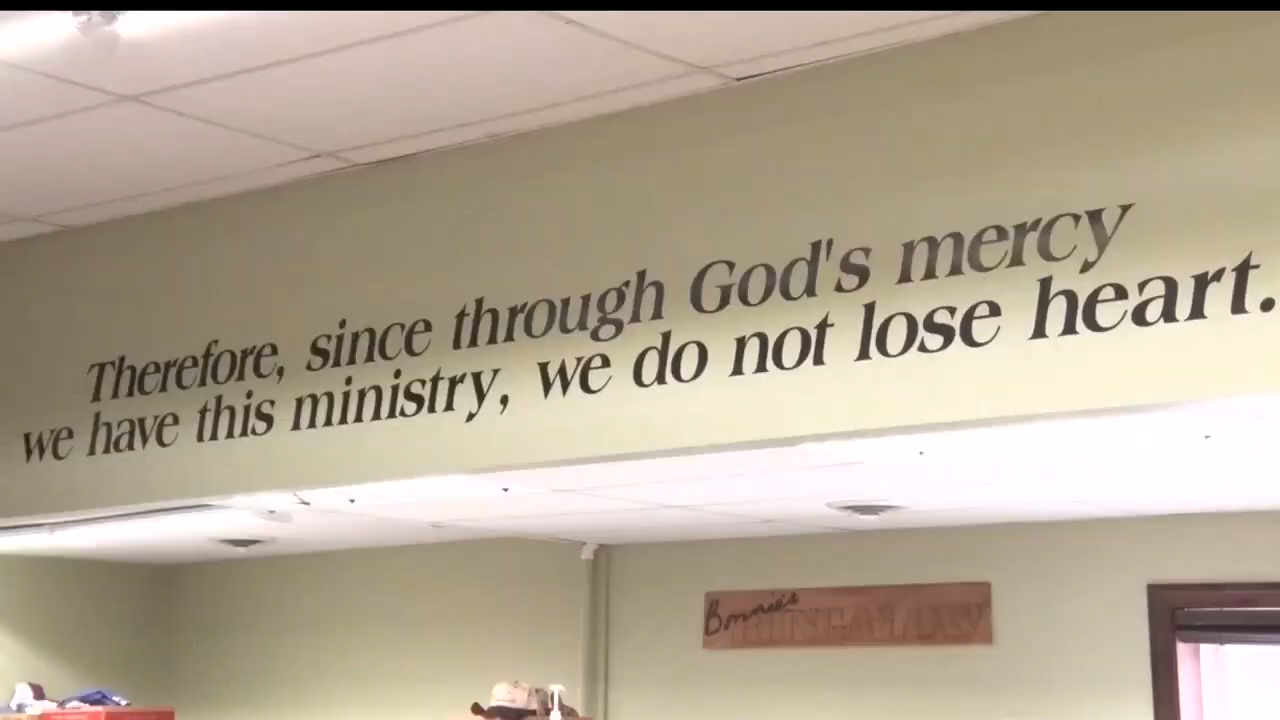 Therefore, since through God's mercy
we have this ministry, we do not lose heart.
Bonnie's